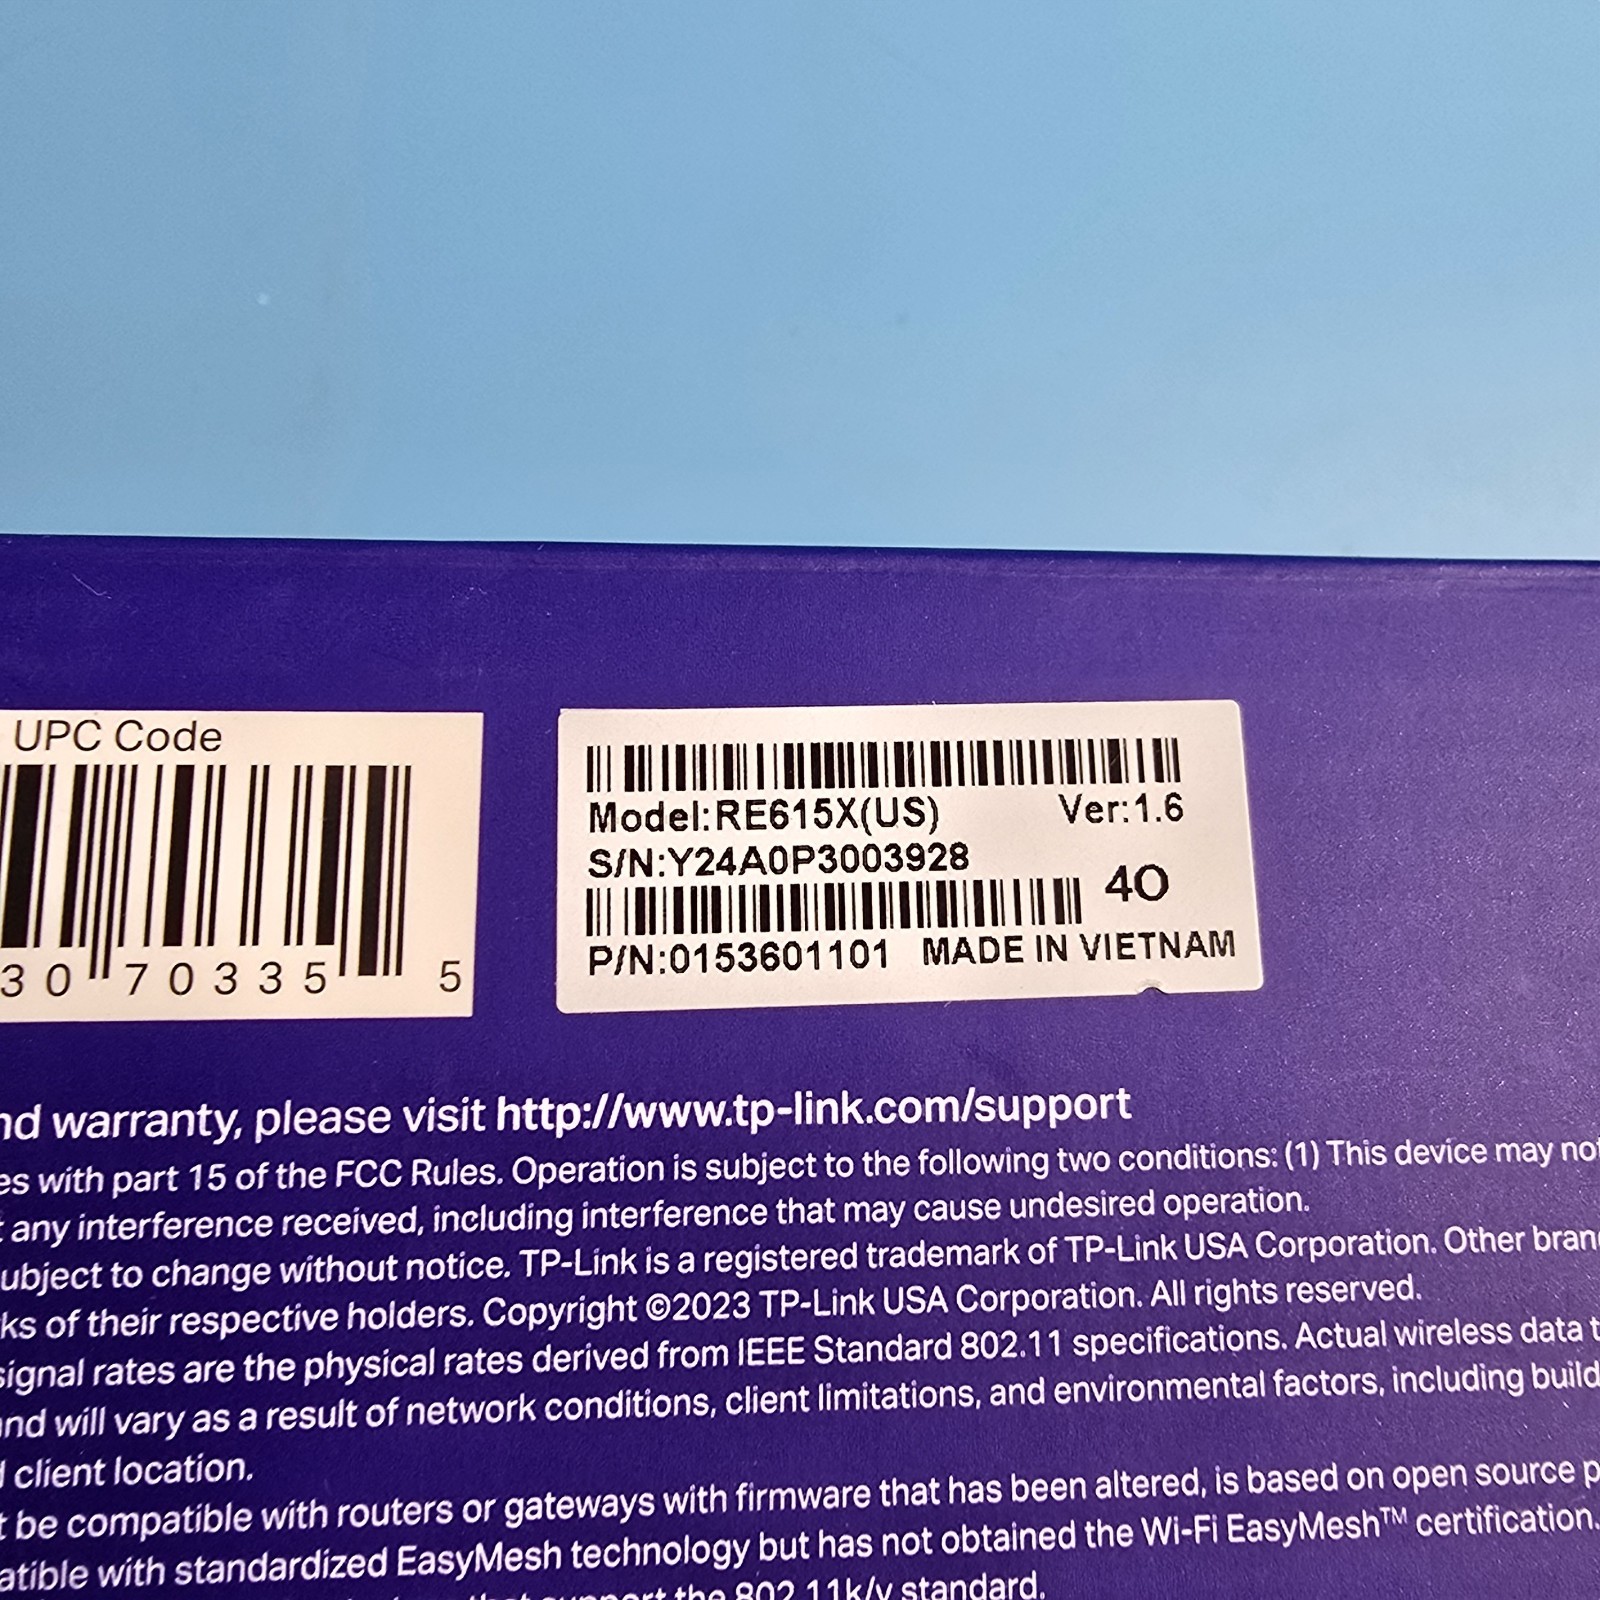 UPC Code
30 70335 5
Model:RE615X(US) Ver:1.6
S/N:Y24A0P3003928
40
P/N:0153601101 MADE IN VIETNAM
warranty, please visit http://www.tp-link.com/support
with part 15 of the FCC Rules. Operation is subject to the following two conditions: (1) This device may not
any interference received, including interference that may cause undesired operation.
ubject to change without notice. TP-Link is a registered trademark of TP-Link USA Corporation. Other bran
ks of their respective holders. Copyright ©2023 TP-Link USA Corporation. All rights reserved.
signal rates are the physical rates derived from IEEE Standard 802.11 specifications. Actual wireless data t
and will vary as a result of network conditions, client limitations, and environmental factors, including build
client location.
t be compatible with routers or gateways with firmware that has been altered, is based on open source p
atible with standardized EasyMesh technology but has not obtained the Wi-Fi EasyMesh™ certification.
support the 802.11k/v standard.